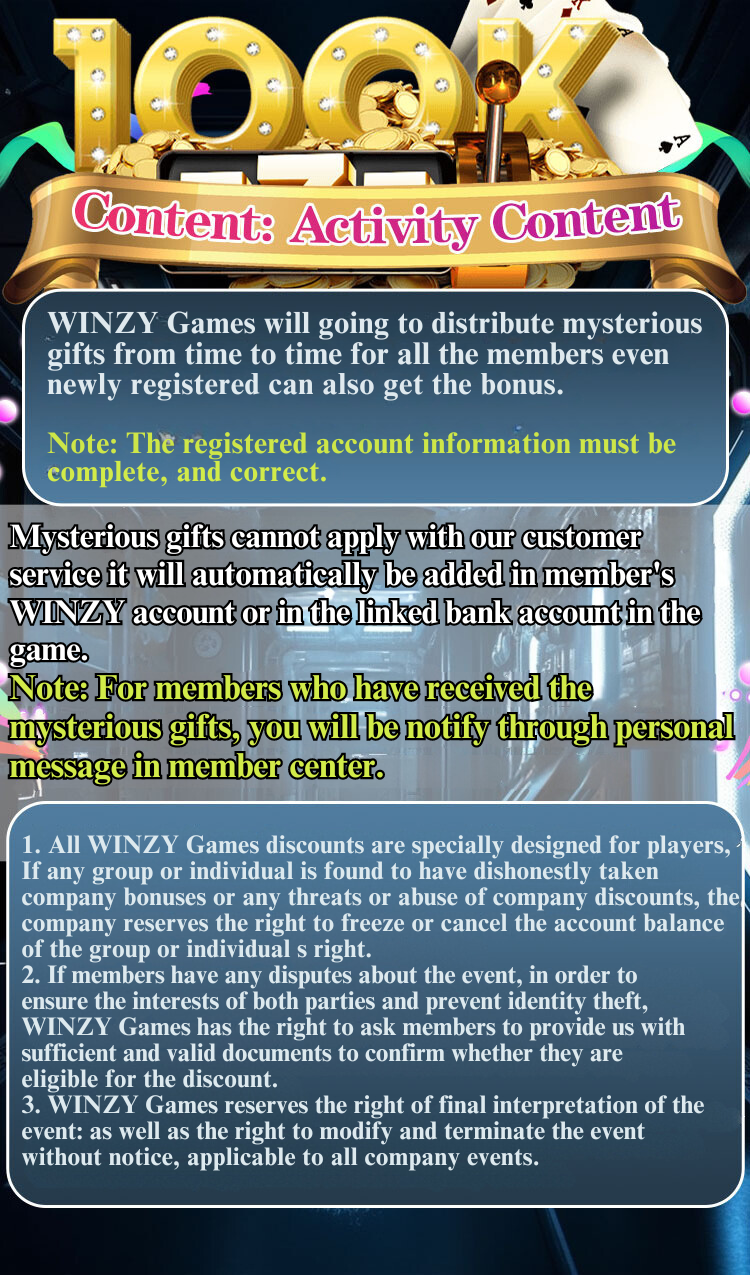 100K
A
A
Content: Activity Content
WINZY Games will going to distribute mysterious
gifts from time to time for all the members even
newly registered can also get the bonus.
Note: The registered account information must be
complete, and correct.
Mysterious gifts cannot apply with our customer
service it will automatically be added in member's
WINZY account or in the linked bank account in the
game.
Note: For members who have received the
mysterious gifts, you will be notify through personal
message in member center.
1. All WINZY Games discounts are specially designed for players,
If any group or individual is found to have dishonestly taken
company bonuses or any threats or abuse of company discounts, the
company reserves the right to freeze or cancel the account balance
of the group or individual s right.
2. If members have any disputes about the event, in order to
ensure the interests of both parties and prevent identity theft,
WINZY Games has the right to ask members to provide us with
sufficient and valid documents to confirm whether they are
eligible for the discount.
3. WINZY Games reserves the right of final interpretation of the
event: as well as the right to modify and terminate the event
without notice, applicable to all company events.